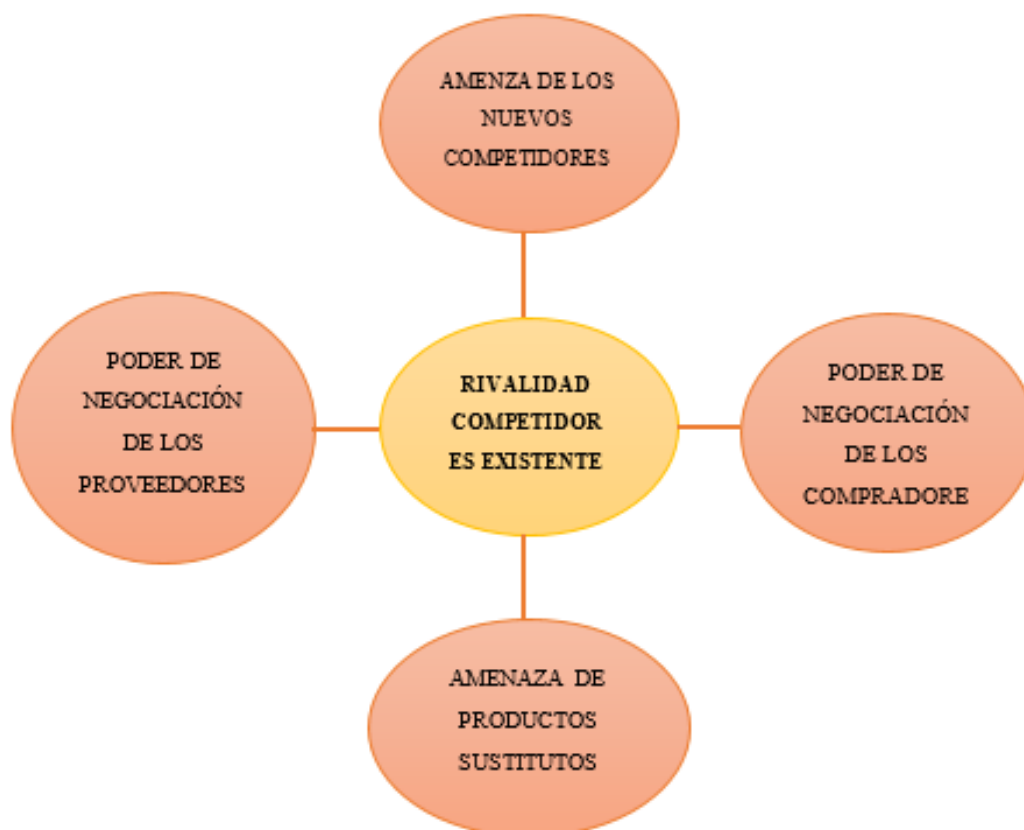 AMENZA DE LOS
NUEVOS
COMPETIDORES
PODER DE
NEGOCIACIÓN
DE LOS
PROVEEDORES
RIVALIDAD
COMPETIDOR
ES EXISTENTE
PODER DE
NEGOCIACIÓN
DE LOS
COMPRADORE
AMENAZA DE
PRODUCTOS
SUSTITUTOS